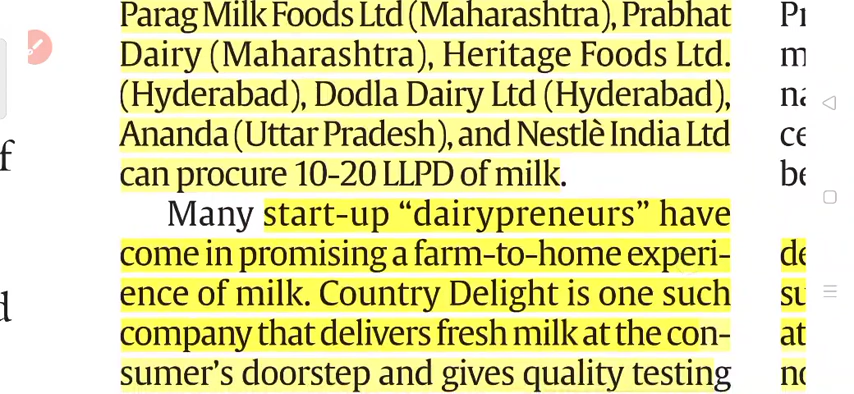 Parag Milk Foods Ltd (Maharashtra), Prabhat
Dairy (Maharashtra), Heritage Foods Ltd.
(Hyderabad), Dodla Dairy Ltd (Hyderabad),
Ananda (Uttar Pradesh), and Nestlè India Ltd
can procure 10-20 LLPD of milk.
Many start-up “dairypreneurs” have
come in promising a farm-to-home experi-
ence of milk. Country Delight is one such
company that delivers fresh milk at the con-
sumer’s doorstep and gives quality testing